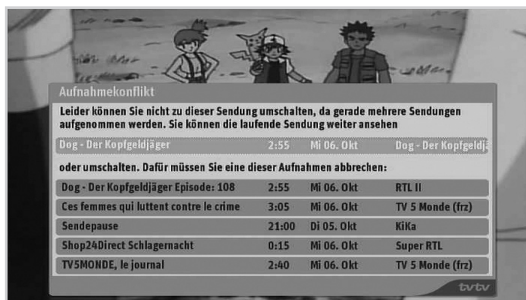 Aufnahmekonflikt
Leider können Sie nicht zu dieser Sendung umschalten, da gerade mehrere Sendungen
aufgenommen werden. Sie können die laufende Sendung weiter ansehen
Dog - Der Kopfgeldjäger 2:55 Mi 06. Okt Dog - Der Kopfgeldjä
oder umschalten. Dafür müssen Sie eine dieser Aufnahmen abbrechen:
Dog - Der Kopfgeldjäger Episode: 108 2:55 Mi 06. Okt RTL II
Ces femmes qui luttent contre le crime 3:05 Mi 06. Okt TV 5 Monde (frz)
Sendepause 21:00 Di 05. Okt KiKa
Shop24Direct Schlagernacht 0:15 Mi 06. Okt Super RTL
TV5MONDE, le journal 2:40 Mi 06. Okt TV 5 Monde (frz)
tvtv